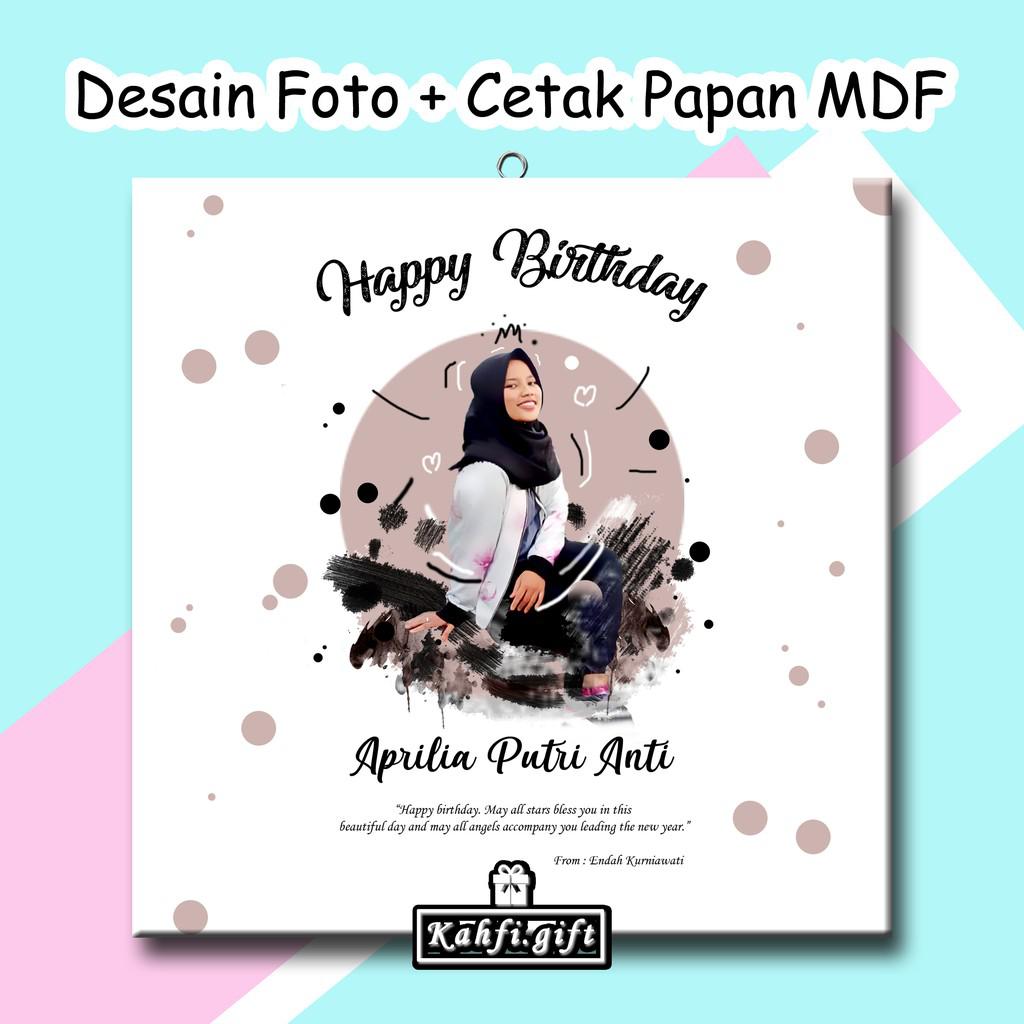 Desain Foto + Cetak Papan MDF
Happy Birthday
Aprilia Putri Anti
“Happy birthday. May all stars bless you in this
beautiful day and may all angels accompany you leading the new year.”
From : Endah Kurniawati
Kahfi.gift